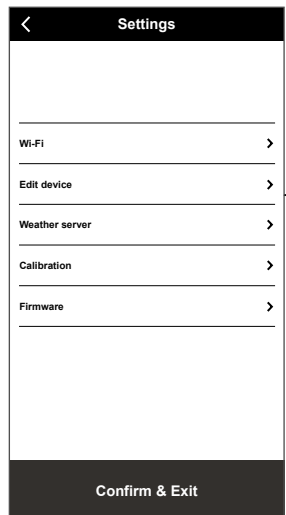 Settings
Wi-Fi
Edit device
Weather server
Calibration
Firmware
Confirm & Exit